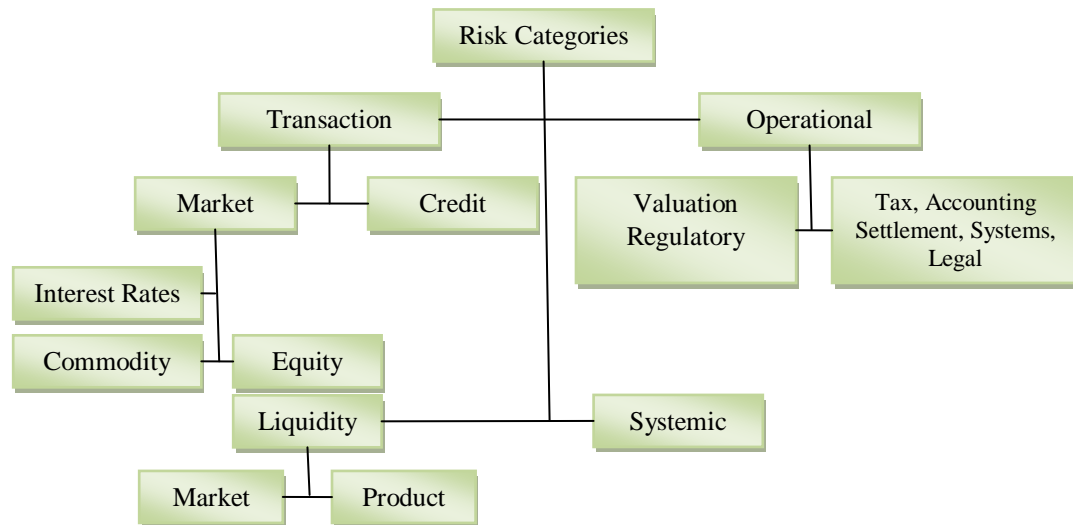 Risk Categories
Transaction
Operational
Market
Credit
Valuation
Regulatory
Tax, Accounting
Settlement, Systems,
Legal
Interest Rates
Commodity
Equity
Liquidity
Systemic
Market
Product